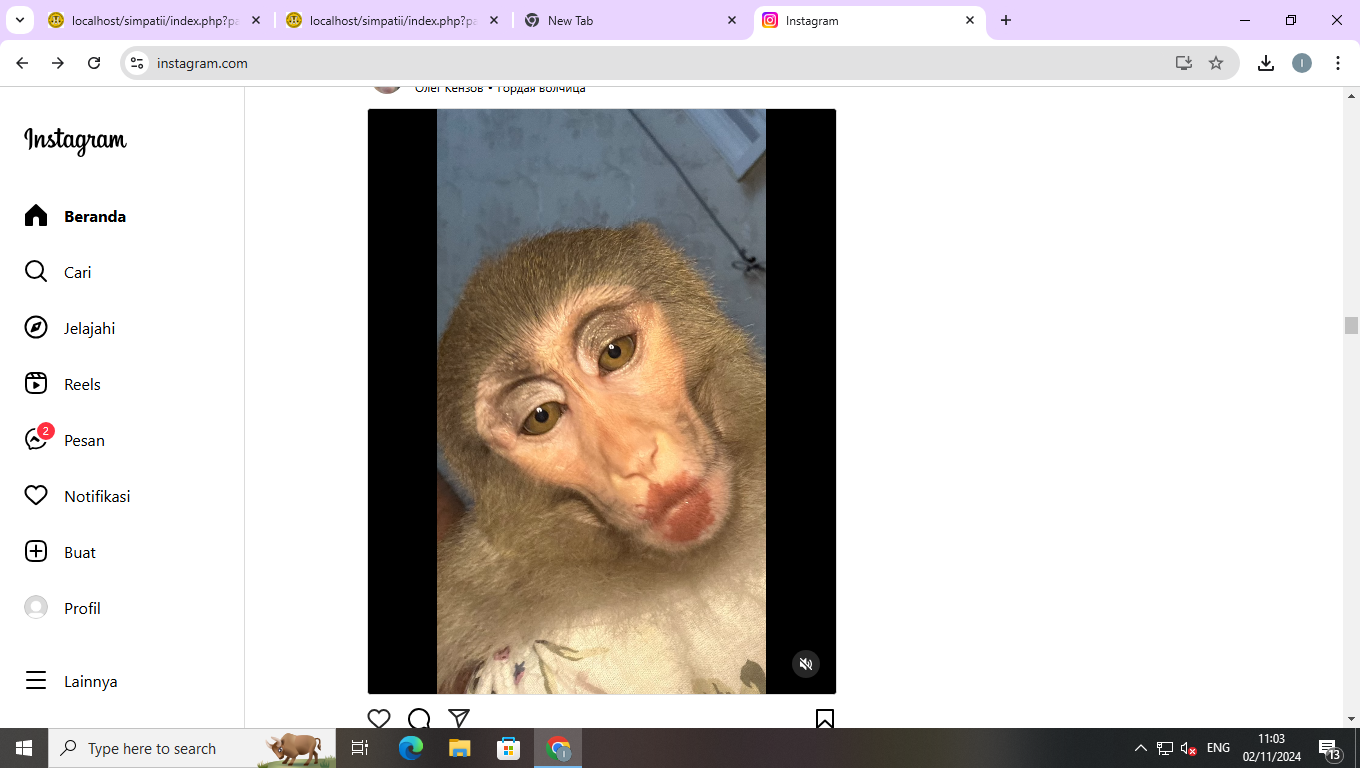 localhost/simpatii/index.php?pa
localhost/simpatii/index.php?pa
New Tab
Instagram
instagram.com
I
Instagram
Beranda
Cari
Jelajahi
Reels
2
Pesan
Notifikasi
Buat
Profil
Lainnya
Олег Кензов • Гордая волчица
Type here to search
ENG
11:03
02/11/2024
13